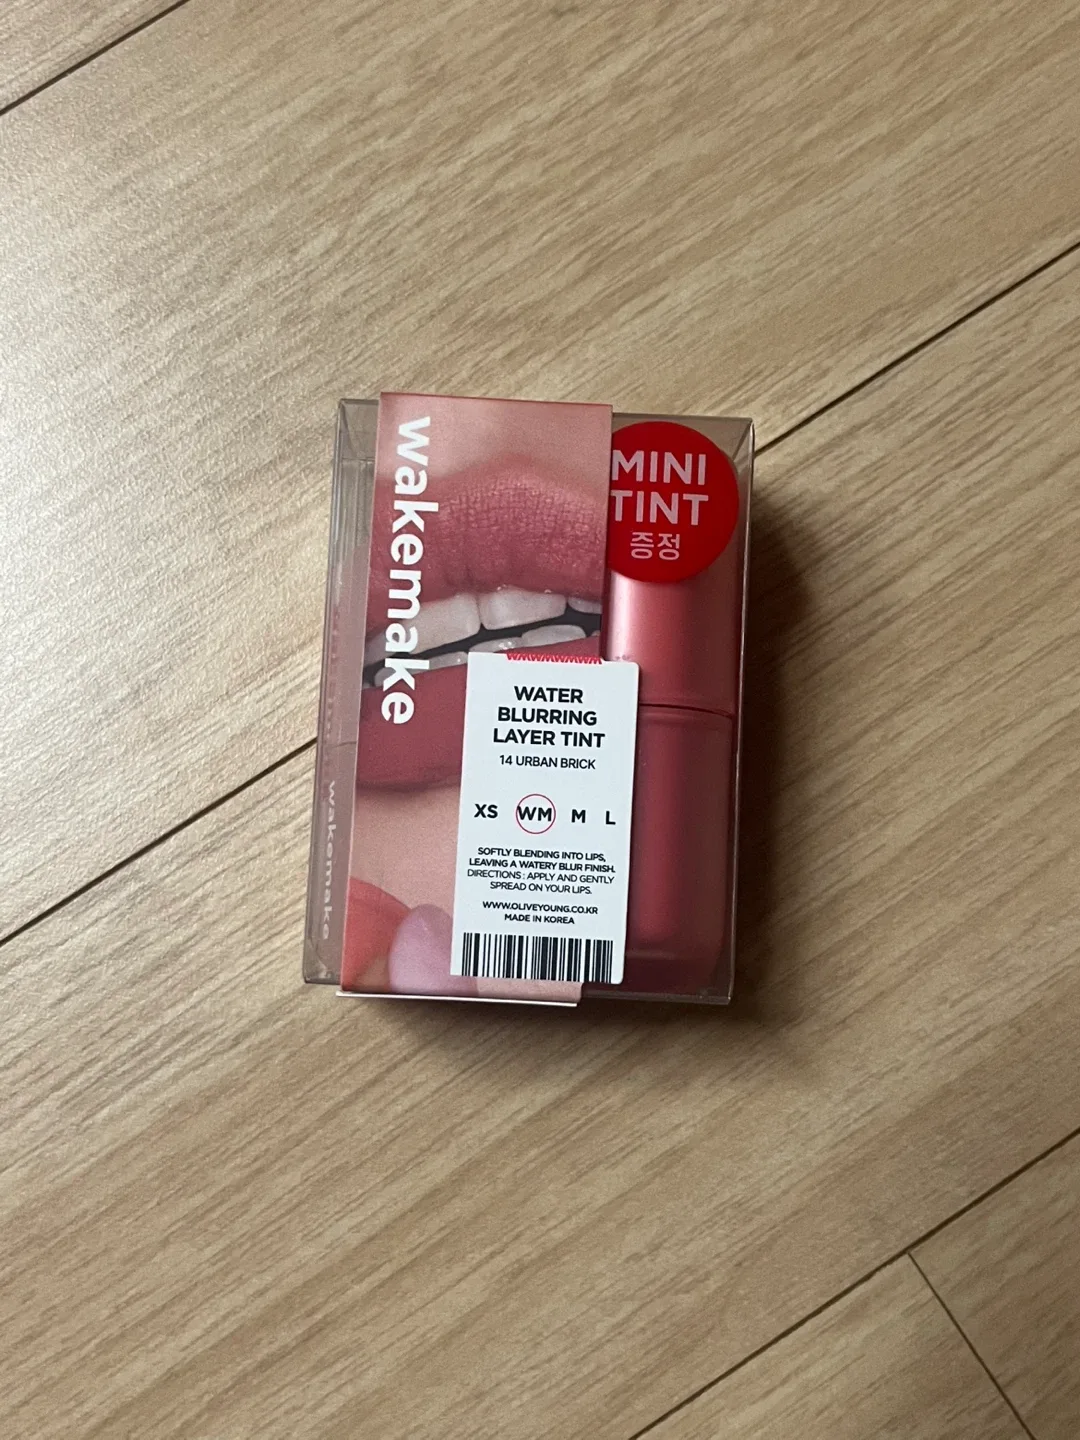 wakemake
MINI
TINT
증정
WMWMWMWM
WATER
BLURRING
LAYER TINT
14 URBAN BRICK
XS WM M L
SOFTLY BLENDING INTO LIPS,
LEAVING A WATERY BLUR FINISH.
DIRECTIONS : APPLY AND GENTLY
SPREAD ON YOUR LIPS.
WWW.OLIVEYOUNG.CO.KR
MADE IN KOREA
wakemake